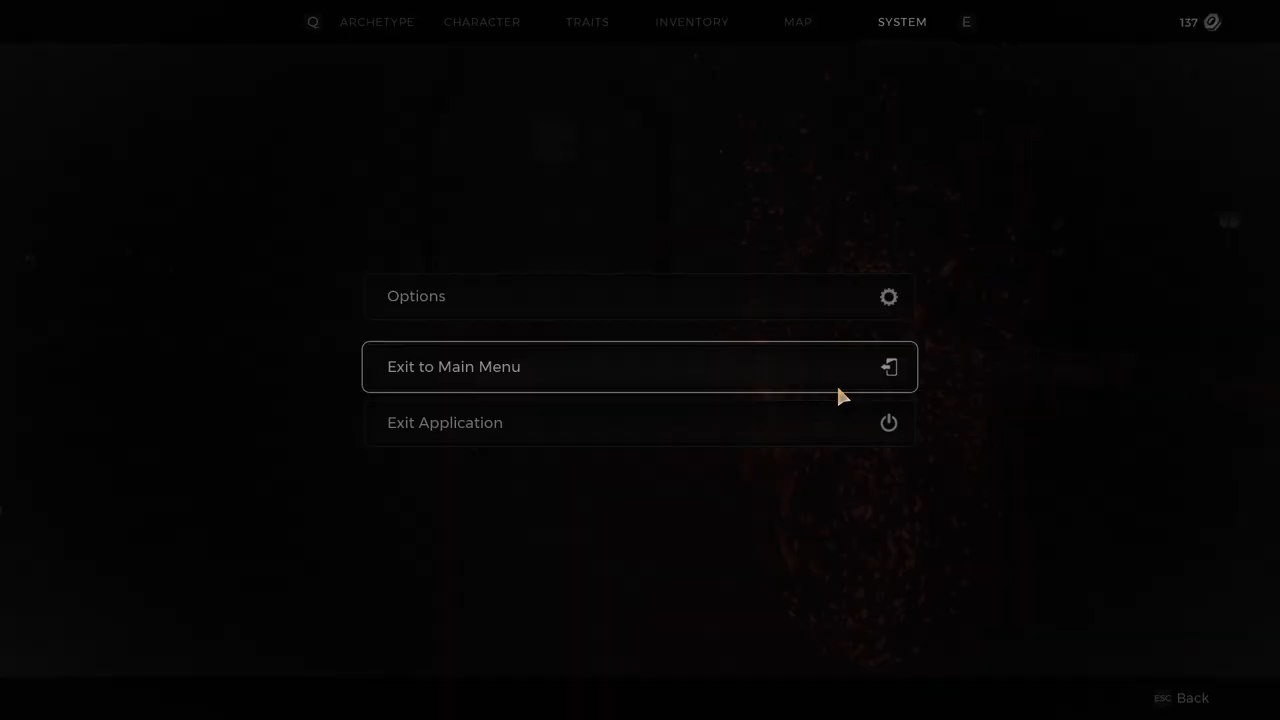 Q ARCHETYPE CHARACTER TRAITS INVENTORY MAP SYSTEM E 137
Options
Exit to Main Menu
Exit Application
ESC Back